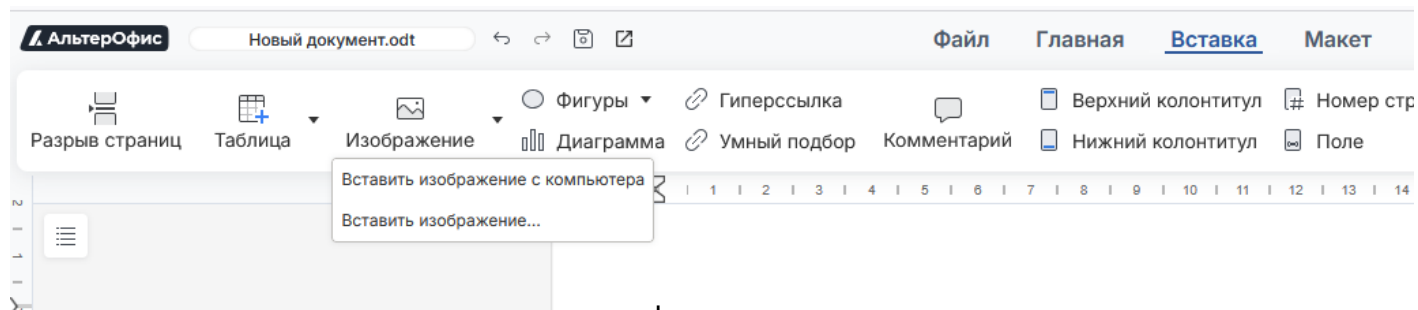 АльтерОфис Новый документ.odt Файл Главная Вставка Макет
Фигуры Гиперссылка Верхний колонтитул # Номер стр
Разрыв страниц Таблица Изображение Диаграмма Умный подбор Комментарий Нижний колонтитул Поле
Вставить изображение с компьютера
1 2 3 4 5 6 7 8 9 10 11 12 13 14
Вставить изображение...
2
1